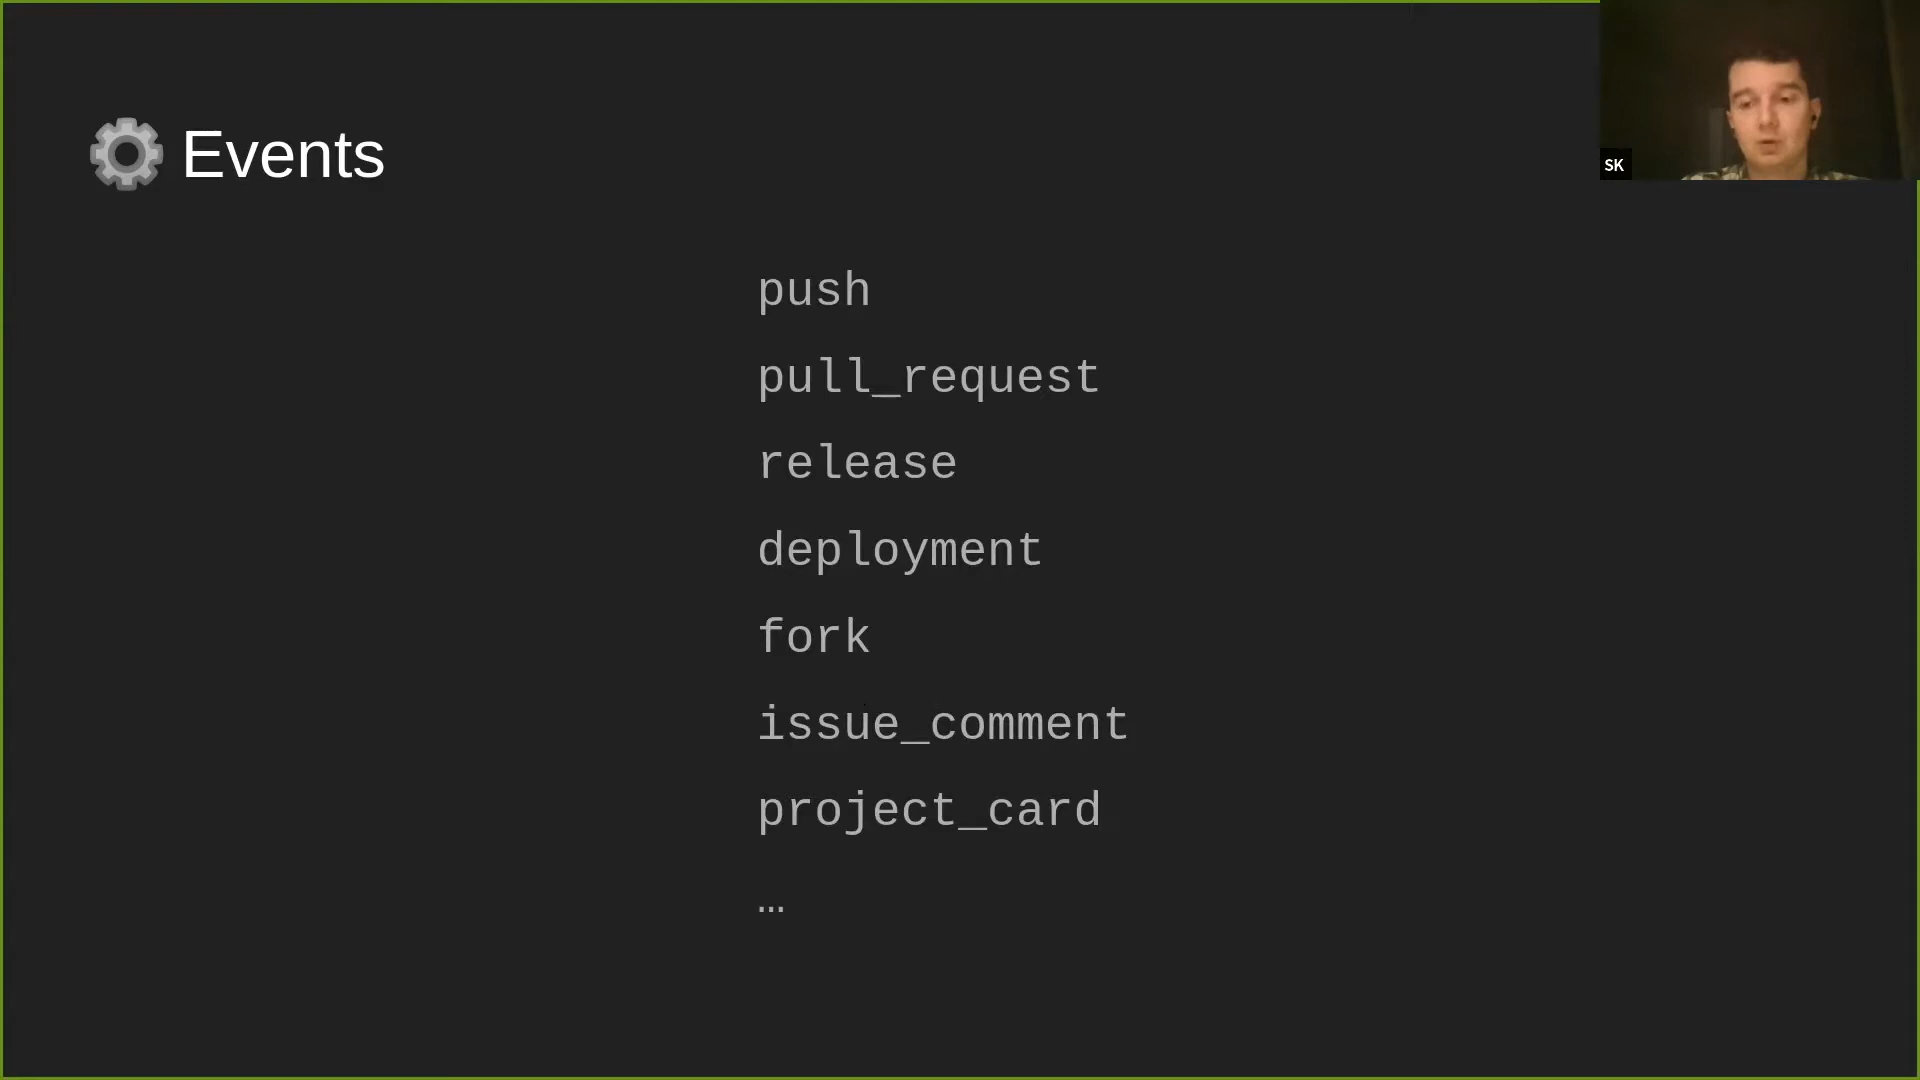 Events
SK
push
pull_request
release
deployment
fork
issue_comment
project_card
…